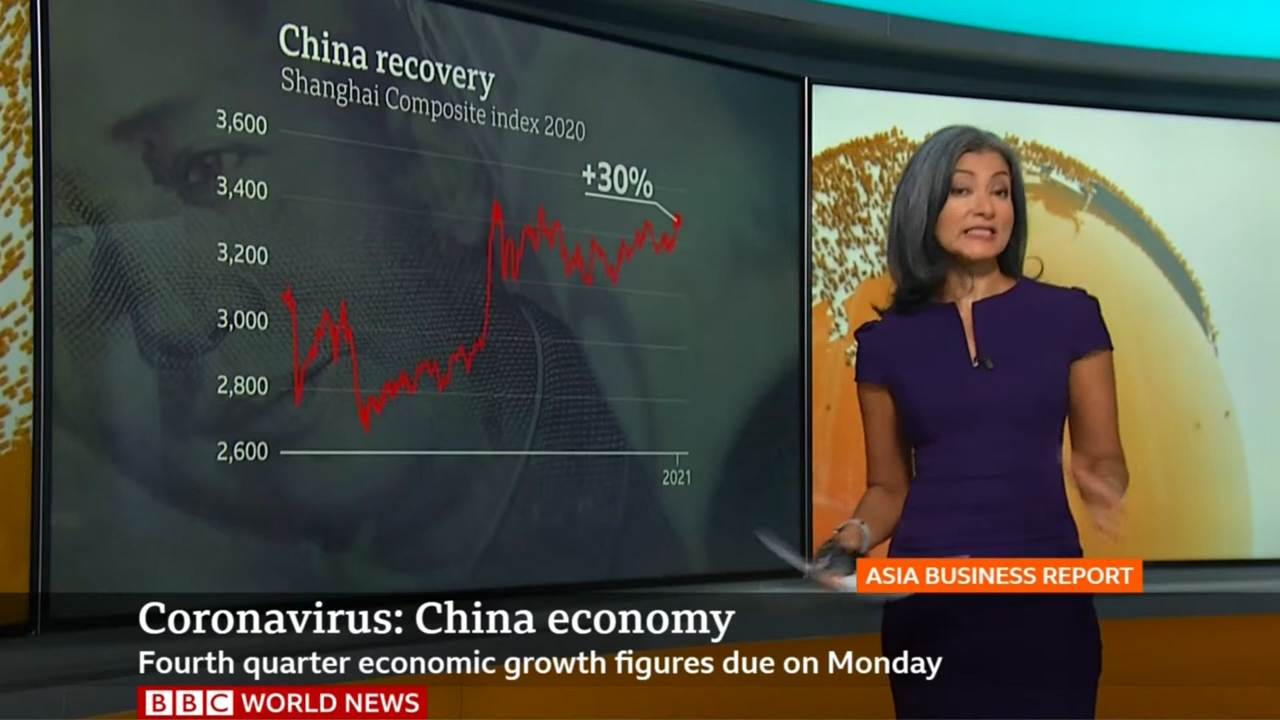 China recovery
Shanghai Composite index 2020
3,600
+30%
3,400
3,200
3,000
2,800
2,600
2021
ASIA BUSINESS REPORT
Coronavirus: China economy
Fourth quarter economic growth figures due on Monday
BBC WORLD NEWS